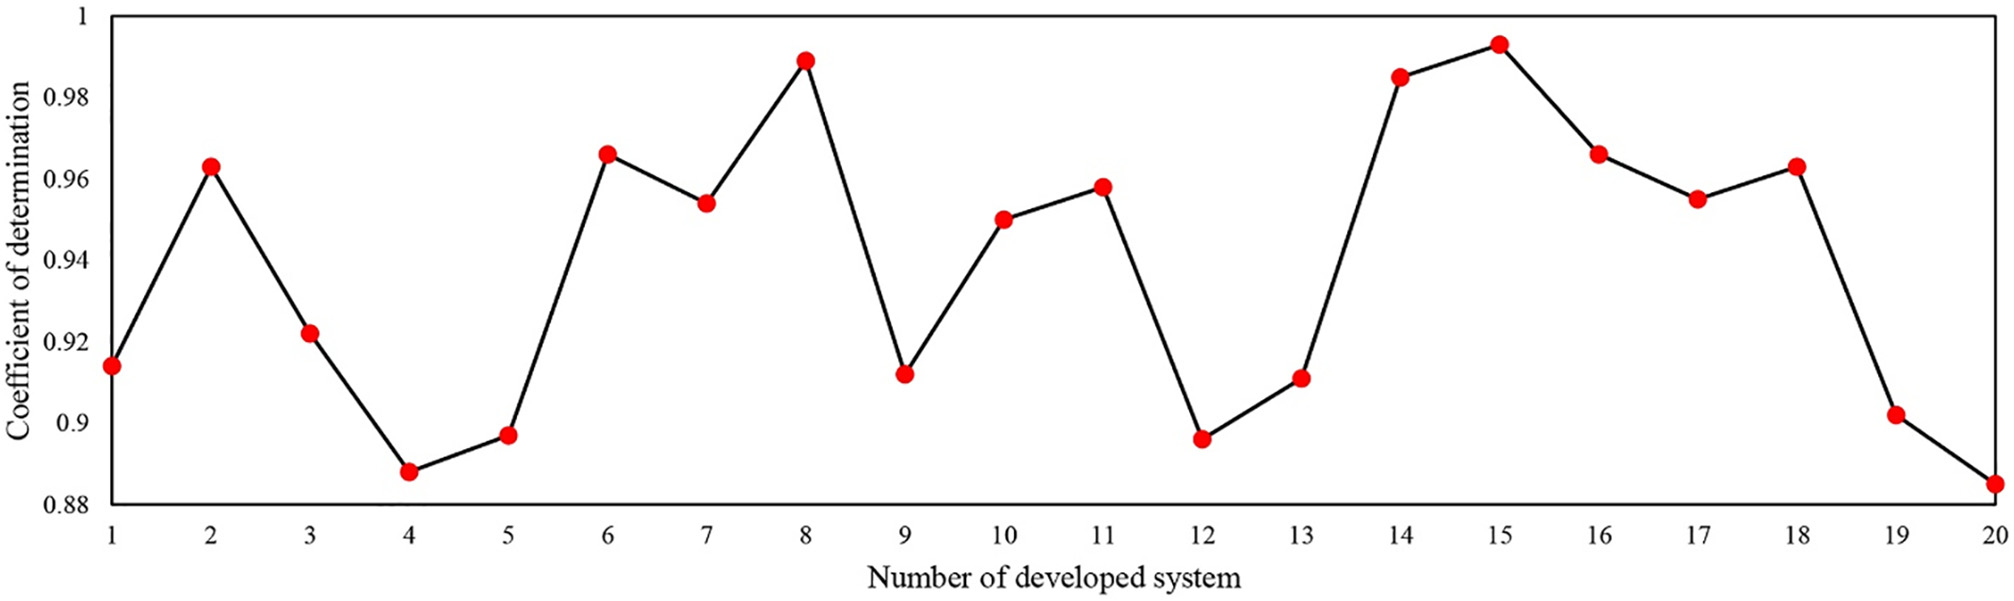 Coefficient of determination
1
0.98
0.96
0.94
0.92
0.9
0.88
1 2 3 4 5 6 7 8 9 10 11 12 13 14 15 16 17 18 19 20
Number of developed system